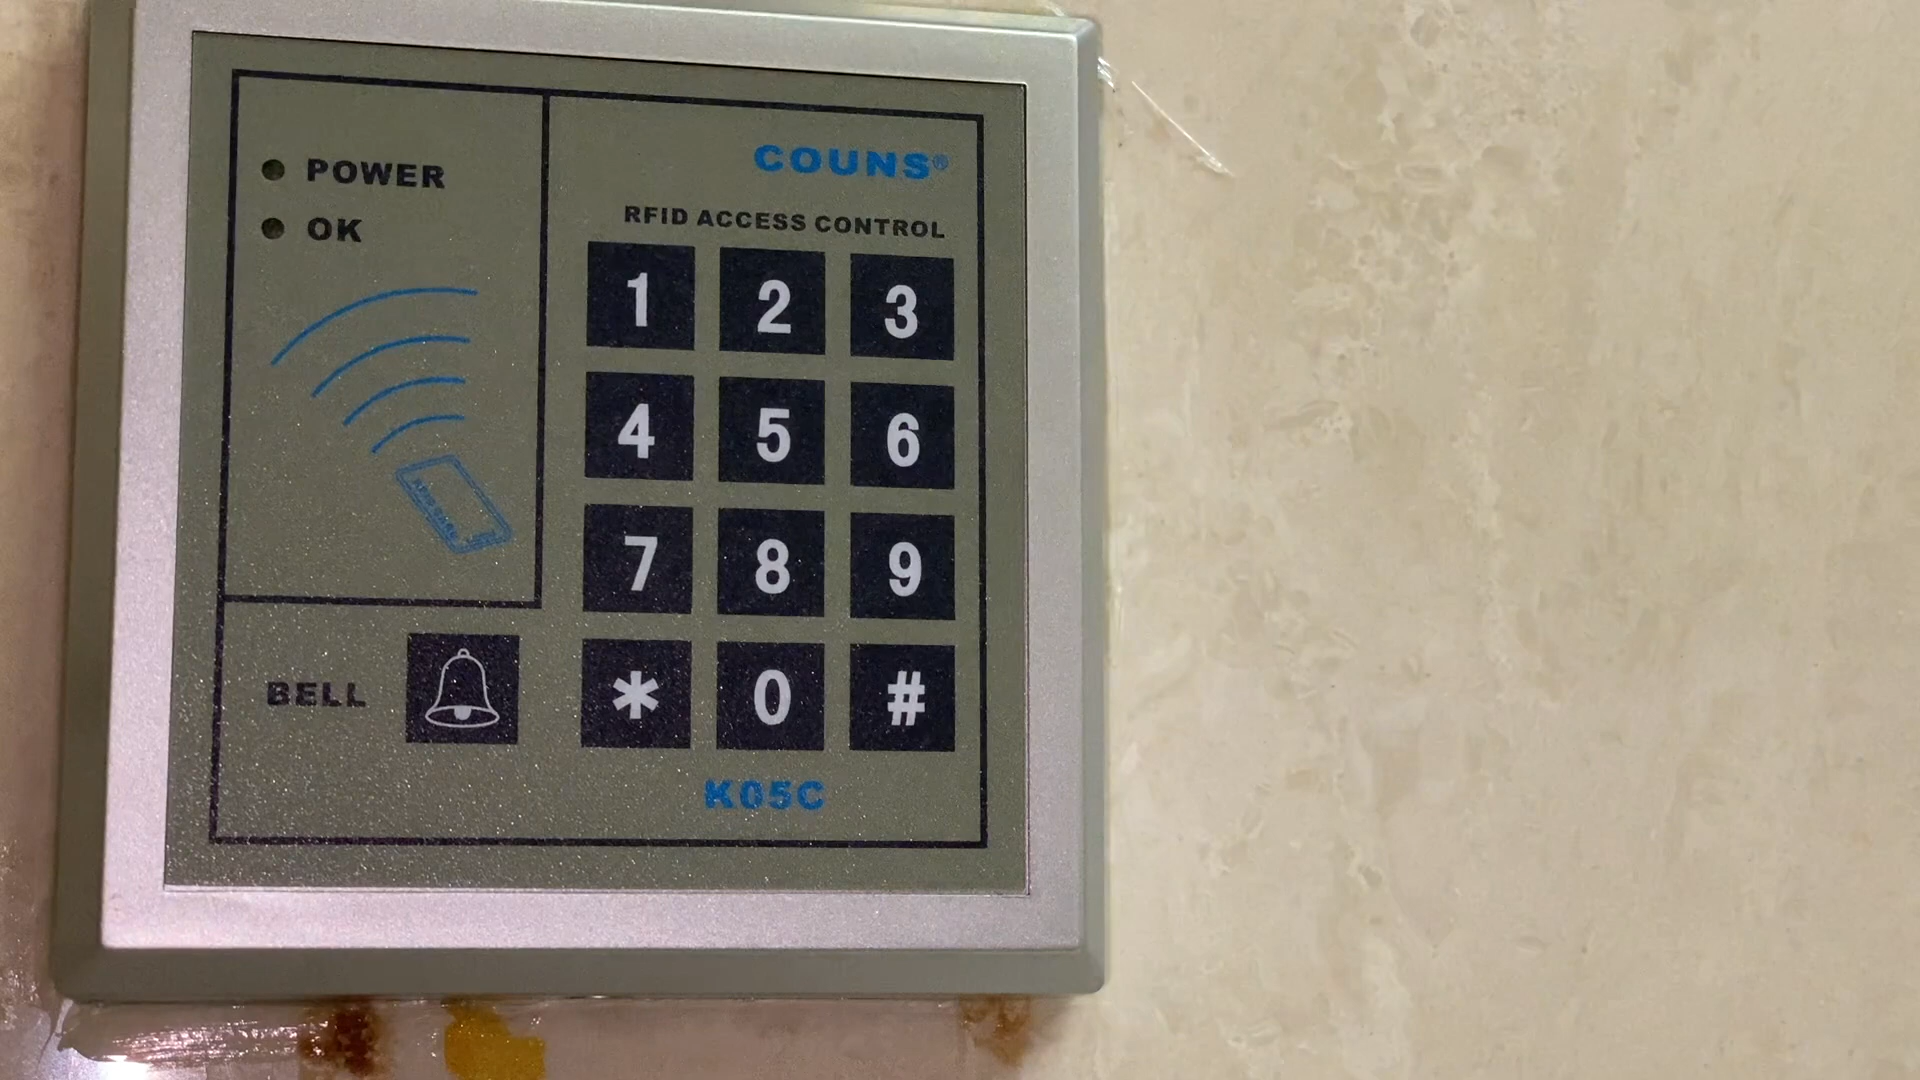 POWER
OK
COUNS®
RFID ACCESS CONTROL
1 2 3
4 5 6
7 8 9
BELL
* 0 #
K05C